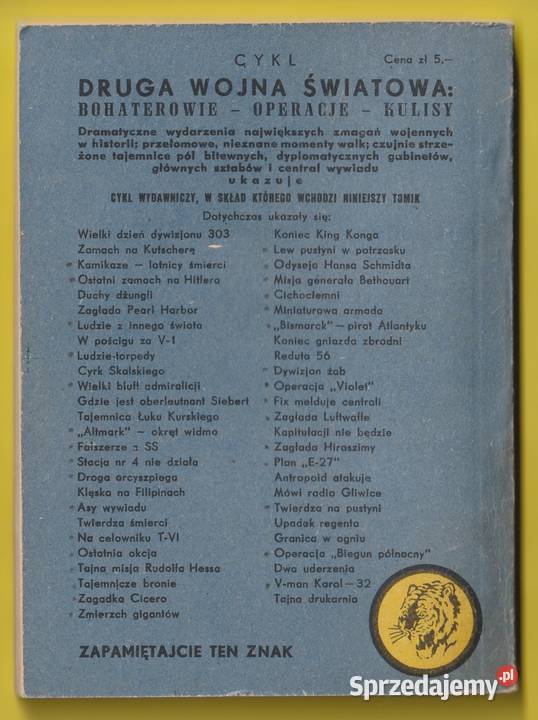 CYKL
Cena zł 5,–
DRUGA WOJNA ŚWIATOWA:
BOHATEROWIE – OPERACJE – KULISY
Dramatyczne wydarzenia największych zmagań wojennych
w historii; przełomowe, nieznane momenty walk; czujnie strze-
żone tajemnice pól bitewnych, dyplomatycznych gabinetów,
głównych sztabów i central wywiadu
ukazuje
CYKL WYDAWNICZY, W SKŁAD KTÓREGO WCHODZI NINIEJSZY TOMIK
Dotychczas ukazały się:
Wielki dzień dywizjonu 303
Zamach na Kutscherę
Kamikaze – lotnicy śmierci
Ostatni zamach na Hitlera
Duchy dżungli
Zagłada Pearl Harbor
Ludzie z innego świata
W pościgu za V-1
Ludzie-torpedy
Cyrk Skalskiego
Wielki bluff admiralicji
Gdzie jest oberleutnant Siebert
Tajemnica Łuku Kurskiego
„Altmark” – okręt widmo
Fałszerze z SS
Stacja nr 4 nie działa
Droga arcyszpiega
Klęska na Filipinach
Asy wywiadu
Twierdza śmierci
Na celowniku T-VI
Ostatnia akcja
Tajna misja Rudolfa Hessa
Tajemnicze bronie
Zagadka Cicero
Zmierzch gigantów
Koniec King Konga
Lew pustyni w potrzasku
Odyseja Hansa Schmidta
Misja generała Bethouart
Cichociemni
Miniaturowa armada
„Bismarck” – pirat Atlantyku
Koniec gniazda zbrodni
Reduta 56
Dywizjon żab
Operacja „Violet”
Fix melduje centrali
Zagłada Luftwaffe
Kapitulacji nie będzie
Zagłada Hiroszimy
Plan „E-27”
Antropoid atakuje
Mówi radio Gliwice
Twierdza na pustyni
Upadek regenta
Granica w ogniu
Operacja „Biegun północny”
Dwa uderzenia
V-man Karol – 32
Tajna drukarnia
ZAPAMIĘTAJCIE TEN ZNAK
Sprzedajemy.pl